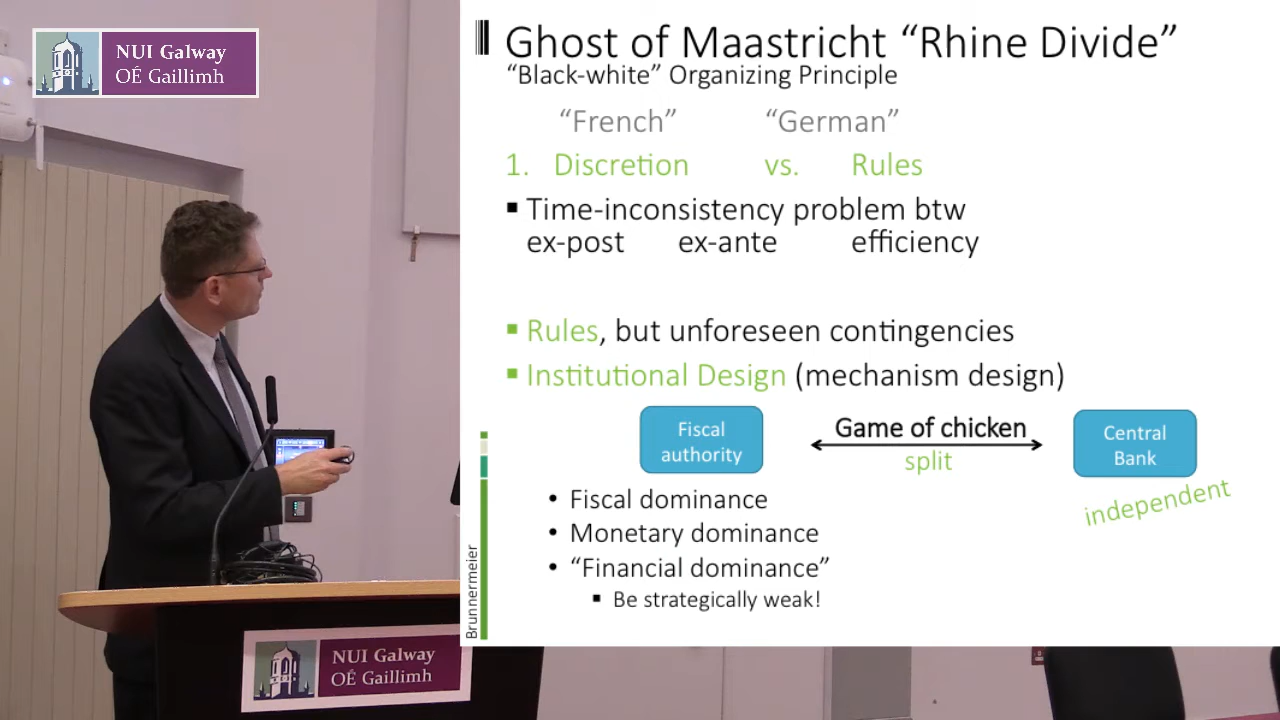 NUI Galway
OÉ Gaillimh
Ghost of Maastricht “Rhine Divide”
“Black-white” Organizing Principle
“French” “German”
1. Discretion vs. Rules
Time-inconsistency problem btw
ex-post ex-ante efficiency
Rules, but unforeseen contingencies
Institutional Design (mechanism design)
Fiscal
authority
Game of chicken
split
Central
Bank
independent
• Fiscal dominance
• Monetary dominance
• “Financial dominance”
Be strategically weak!
Brunnermeier
NUI Galway
OÉ Gaillimh